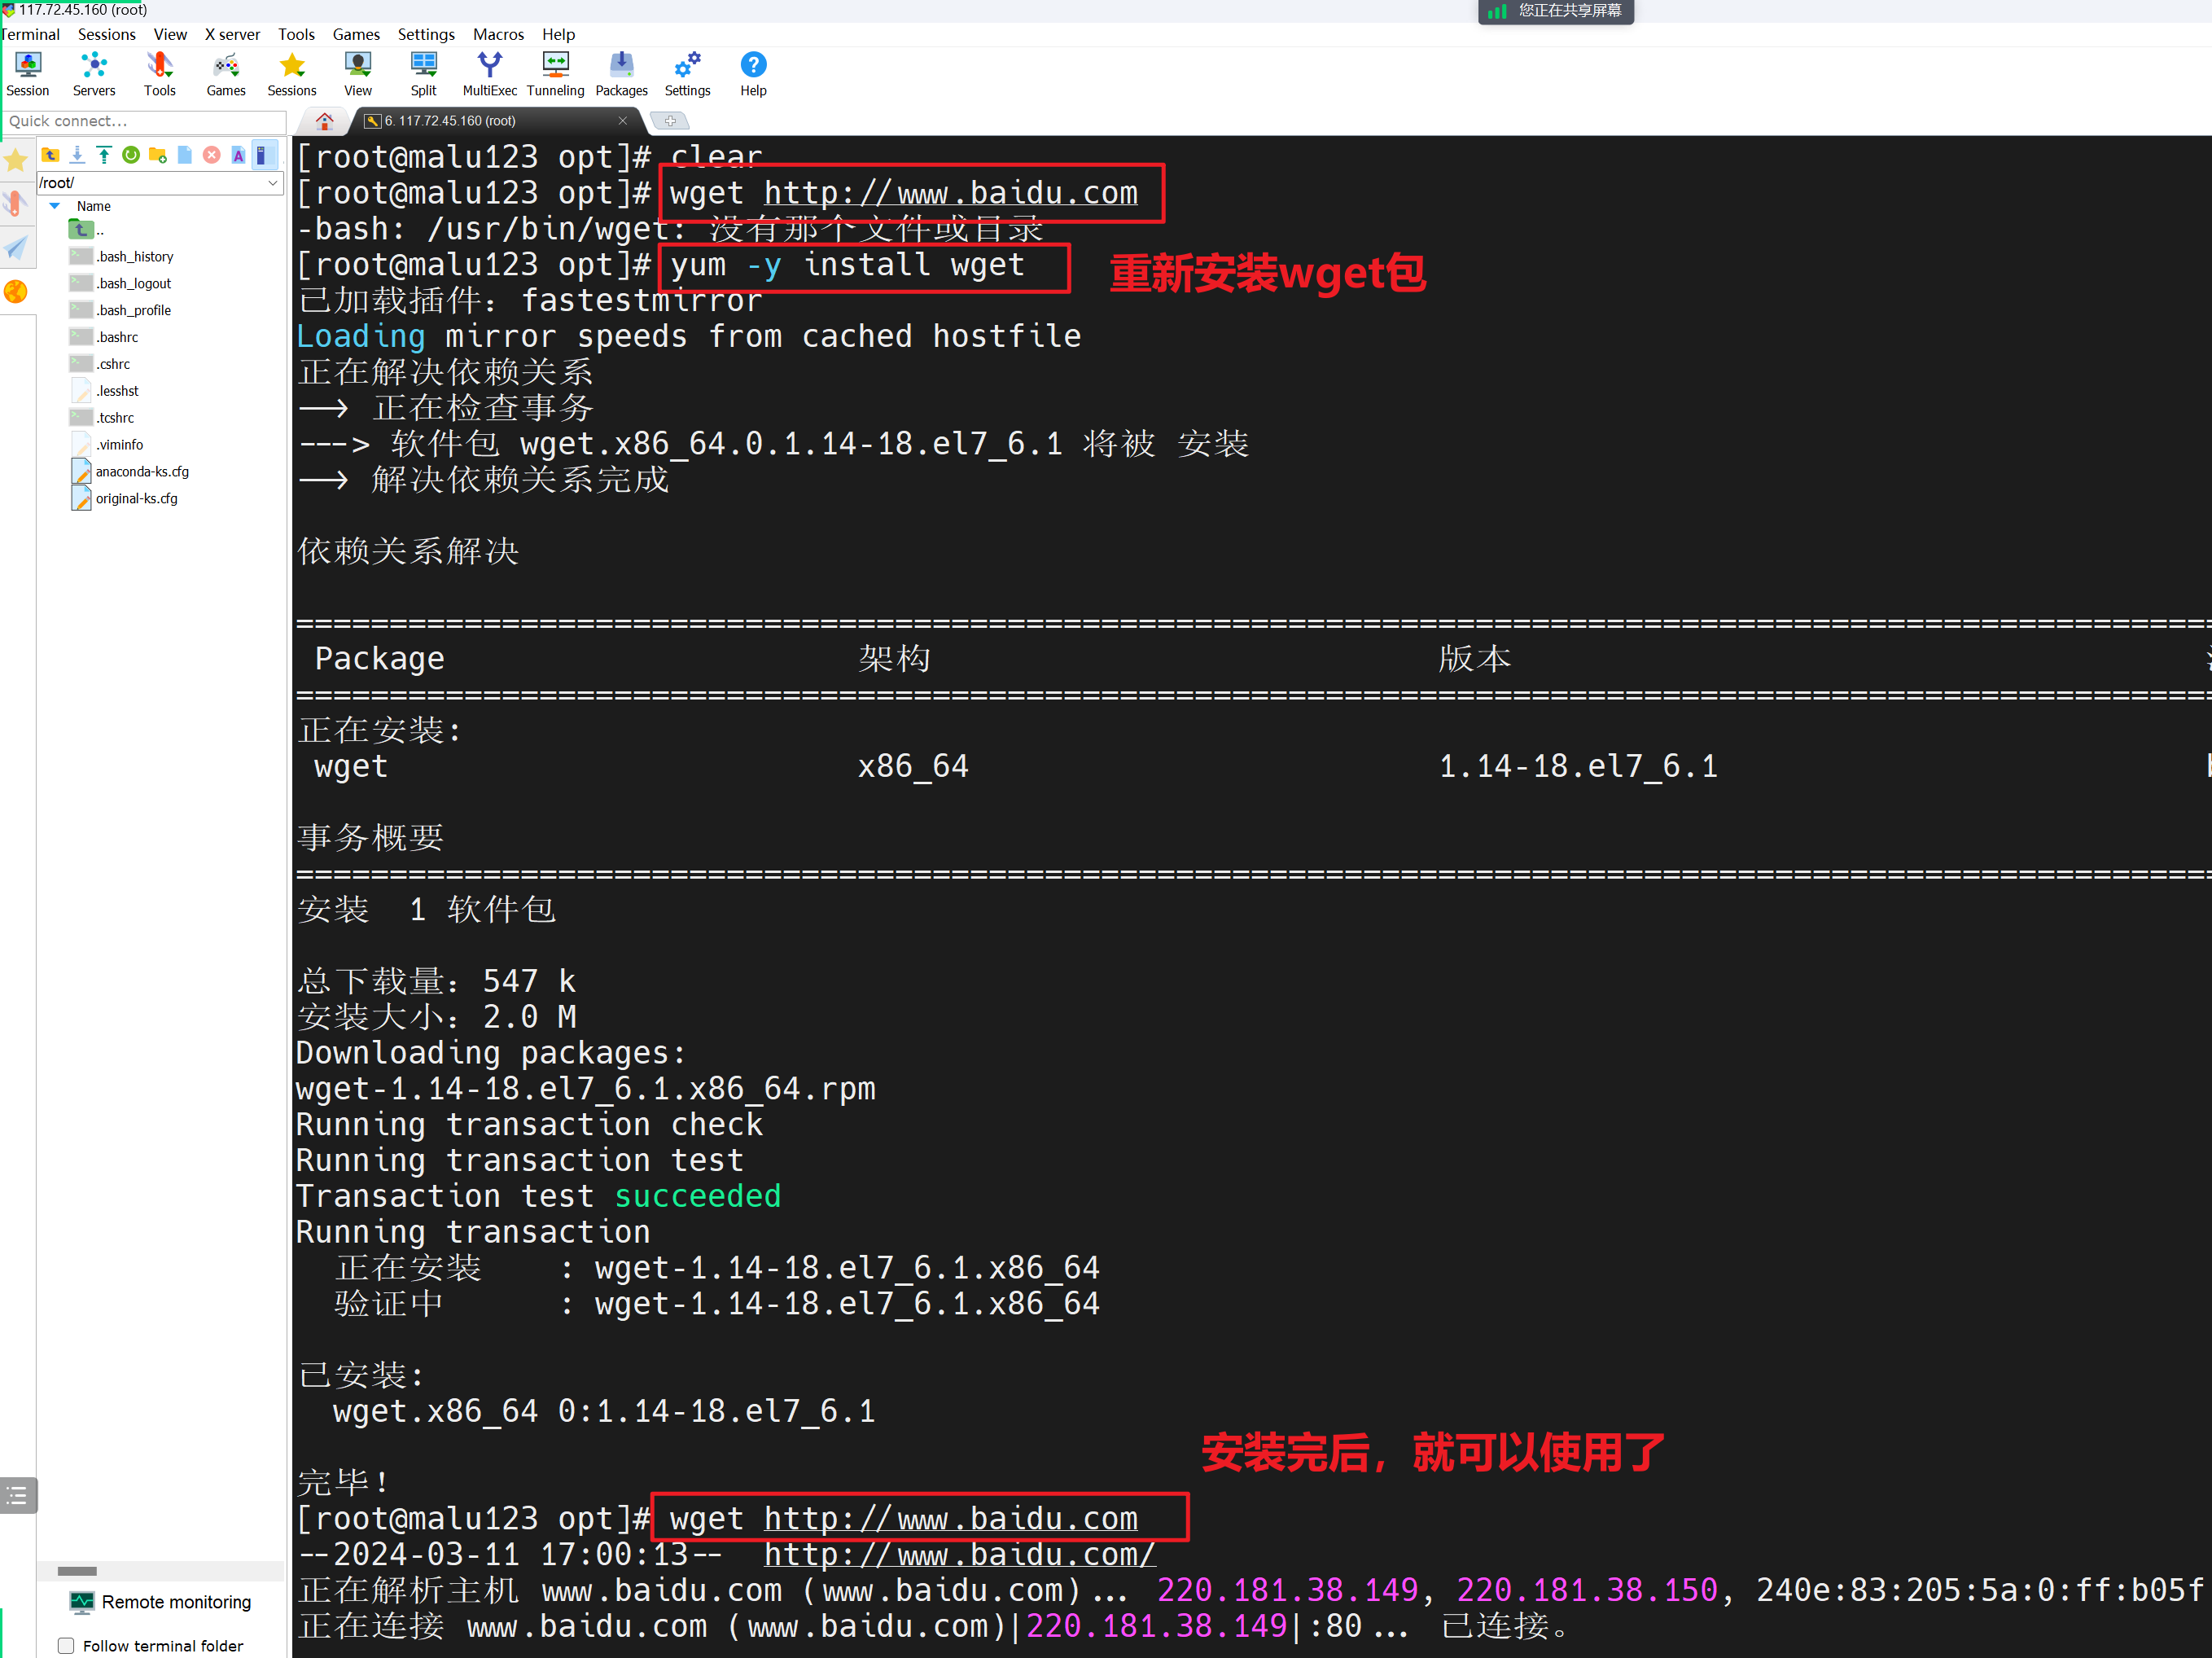 117.72.45.160 (root)
您正在共享屏幕
Terminal Sessions View X server Tools Games Settings Macros Help
Session Servers Tools Games Sessions View Split MultiExec Tunneling Packages Settings Help
Quick connect...
6. 117.72.45.160 (root)
/root/
Name
..
.bash_history
.bash_logout
.bash_profile
.bashrc
.cshrc
.lesshst
.tcshrc
.viminfo
anaconda-ks.cfg
original-ks.cfg
Remote monitoring
Follow terminal folder
[root@malu123 opt]# clear
[root@malu123 opt]# wget http://www.baidu.com
-bash: /usr/bin/wget: 没有那个文件或目录
[root@malu123 opt]# yum -y install wget
重新安装wget包
已加载插件：fastestmirror
Loading mirror speeds from cached hostfile
正在解决依赖关系
--> 正在检查事务
---> 软件包 wget.x86_64.0.1.14-18.el7_6.1 将被 安装
--> 解决依赖关系完成
依赖关系解决
================================================================================
Package 架构 版本
================================================================================
正在安装:
wget x86_64 1.14-18.el7_6.1
事务概要
================================================================================
安装 1 软件包
总下载量：547 k
安装大小：2.0 M
Downloading packages:
wget-1.14-18.el7_6.1.x86_64.rpm
Running transaction check
Running transaction test
Transaction test succeeded
Running transaction
正在安装 : wget-1.14-18.el7_6.1.x86_64
验证中 : wget-1.14-18.el7_6.1.x86_64
已安装:
wget.x86_64 0:1.14-18.el7_6.1
安装完后，就可以使用了
完毕！
[root@malu123 opt]# wget http://www.baidu.com
--2024-03-11 17:00:13-- http://www.baidu.com/
正在解析主机 www.baidu.com (www.baidu.com)... 220.181.38.149, 220.181.38.150, 240e:83:205:5a:0:ff:b05f
正在连接 www.baidu.com (www.baidu.com)|220.181.38.149|:80... 已连接。